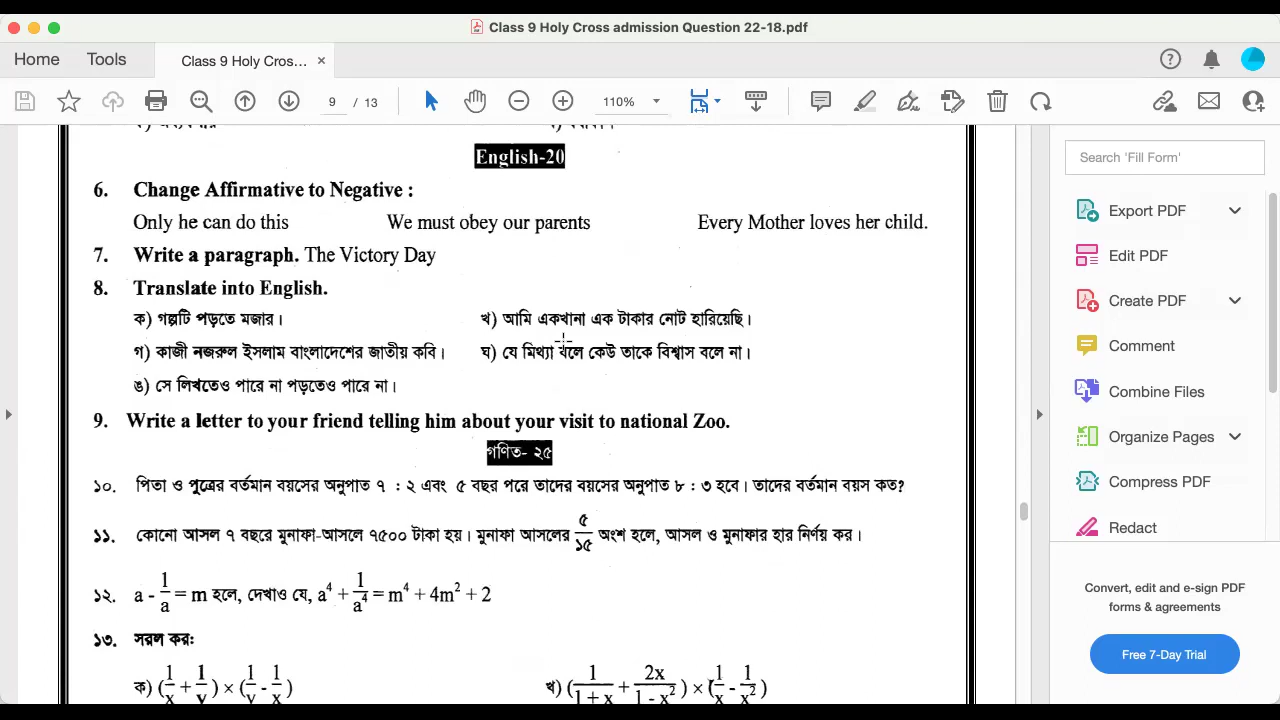 Class 9 Holy Cross admission Question 22-18.pdf
Home Tools Class 9 Holy Cros... ×
9 / 13 110%
English-20
6. Change Affirmative to Negative :
Only he can do this We must obey our parents Every Mother loves her child.
7. Write a paragraph. The Victory Day
8. Translate into English.
ক) গল্পটি পড়তে মজার। খ) আমি একখানা এক টাকার নোট হারিয়েছি।
গ) কাজী নজরুল ইসলাম বাংলাদেশের জাতীয় কবি। ঘ) যে মিথ্যা বলে কেউ তাকে বিশ্বাস বলে না।
ঙ) সে লিখতেও পারে না পড়তেও পারে না।
9. Write a letter to your friend telling him about your visit to national Zoo.
গণিত- ২৫
১০. পিতা ও পুত্রের বর্তমান বয়সের অনুপাত ৭ : ২ এবং ৫ বছর পরে তাদের বয়সের অনুপাত ৮ : ৩ হবে। তাদের বর্তমান বয়স কত?
১১. কোনো আসল ৭ বছরে মুনাফা-আসলে ৭৫০০ টাকা হয়। মুনাফা আসলের ৫/১৫ অংশ হলে, আসল ও মুনাফার হার নির্ণয় কর।
১২. a - 1/a = m হলে, দেখাও যে, a⁴ + 1/a⁴ = m⁴ + 4m² + 2
১৩. সরল কর:
ক) (1/x + 1/y) × (1/y - 1/x) খ) (1/1 + x + 2x/1 - x²) × (1/x - 1/x²)
Search 'Fill Form'
Export PDF
Edit PDF
Create PDF
Comment
Combine Files
Organize Pages
Compress PDF
Redact
Convert, edit and e-sign PDF
forms & agreements
Free 7-Day Trial